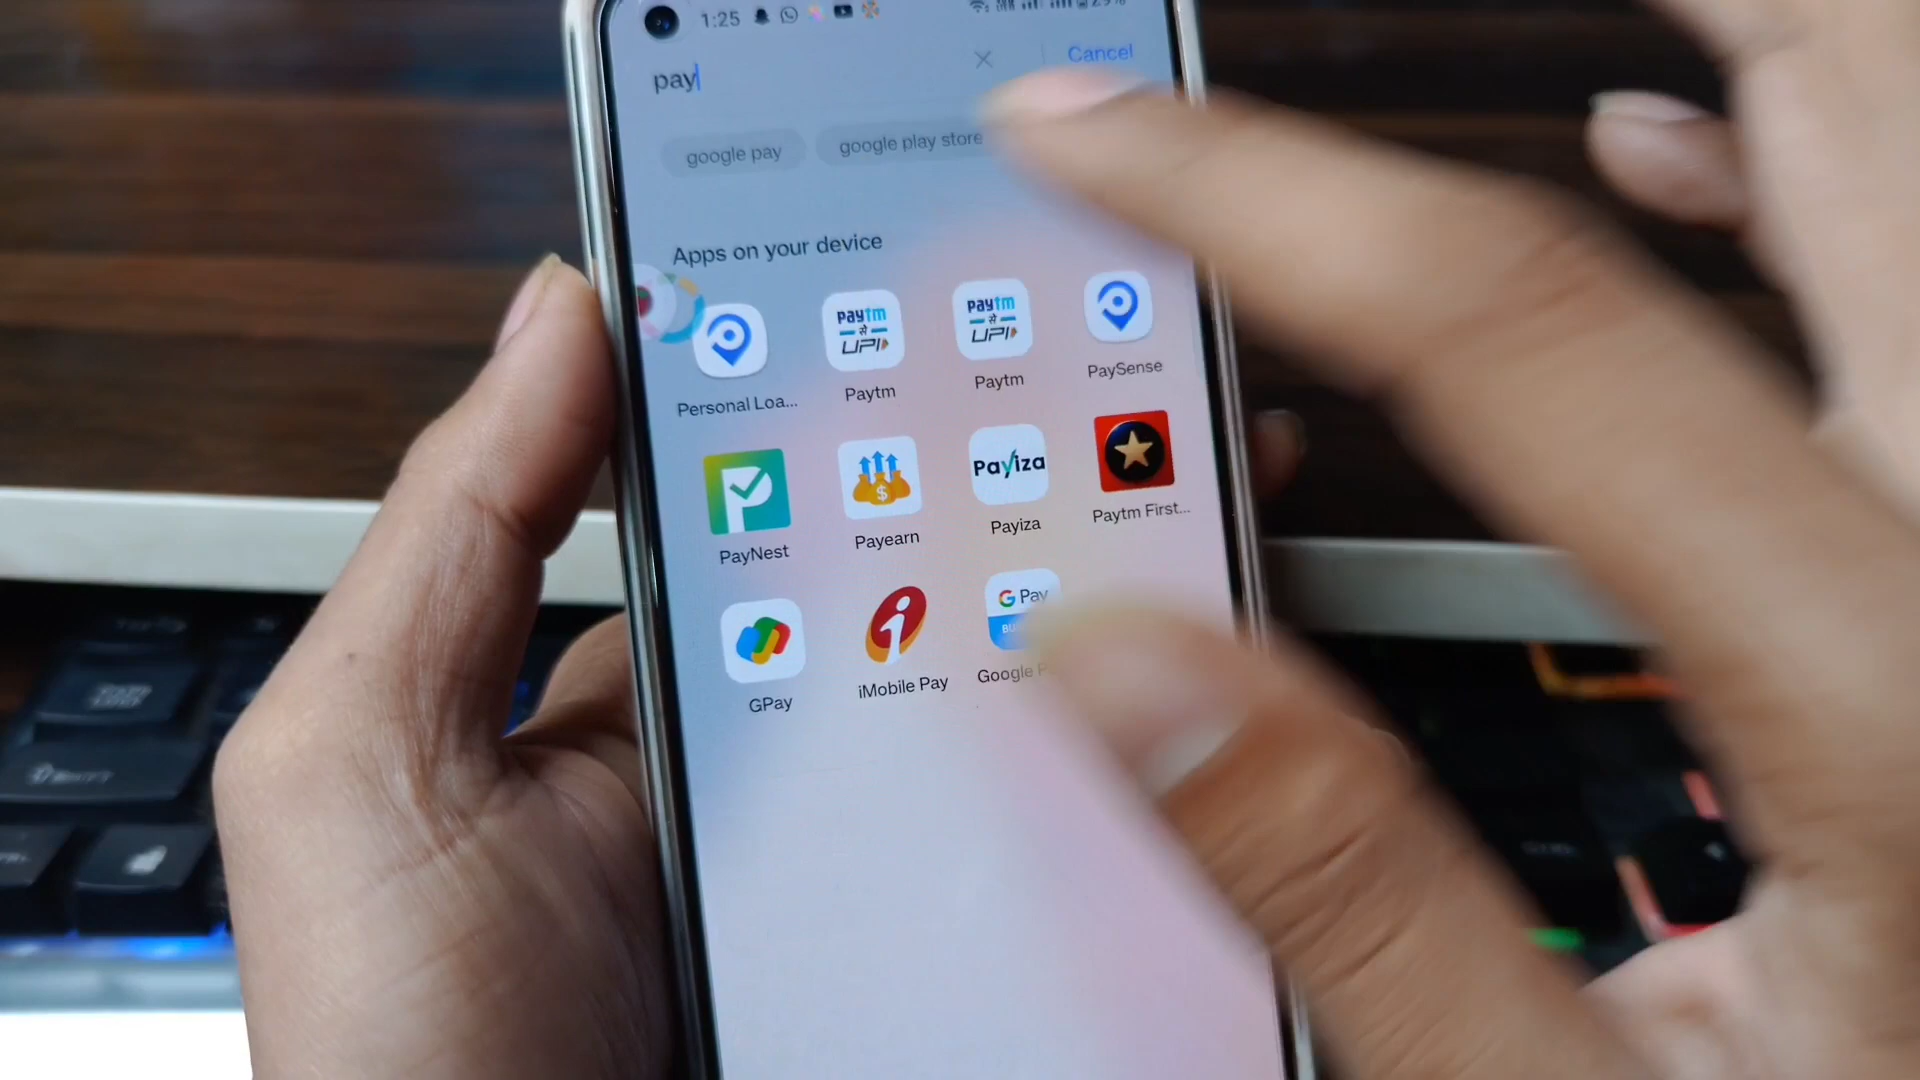 1:25
Cancel
pay
google pay
google play store
Apps on your device
paytm
से
UPI
paytm
से
UPI
Personal Loa...
Paytm
Paytm
PaySense
Payiza
PayNest
Payearn
Payiza
Paytm First...
G Pay
GPay
iMobile Pay
Google